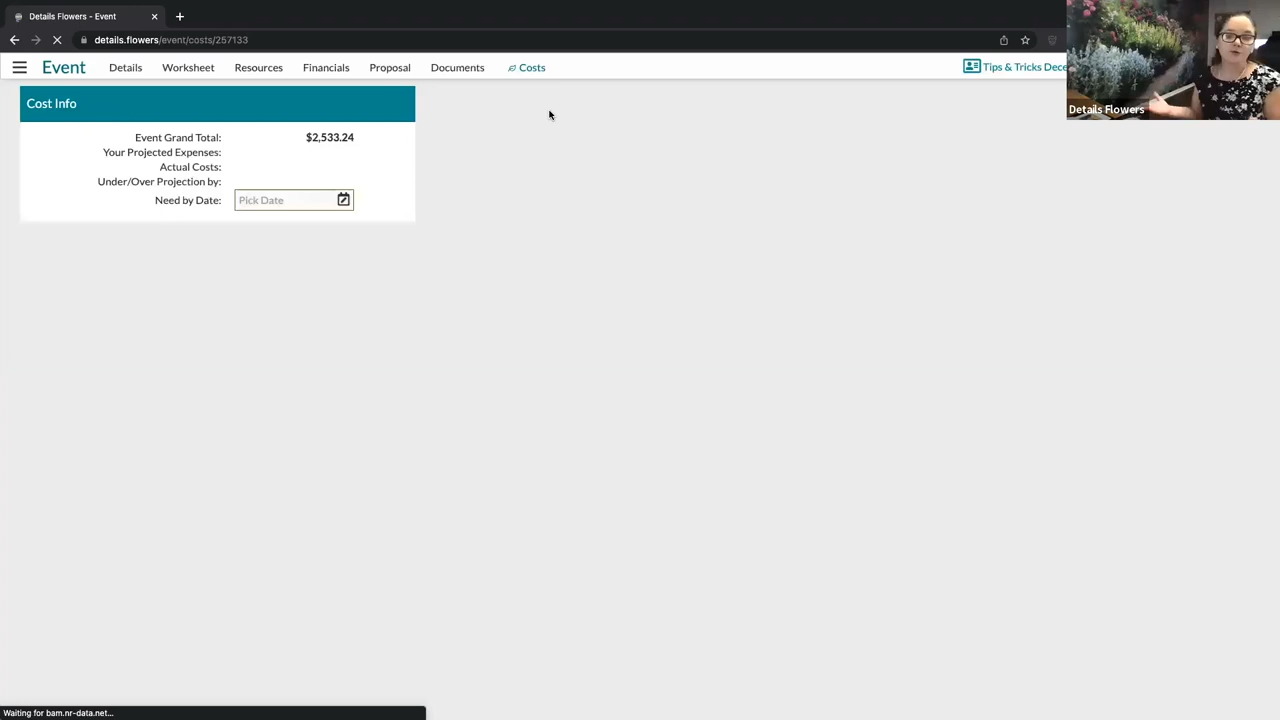 Details Flowers - Event
details.flowers/event/costs/257133
Event Details Worksheet Resources Financials Proposal Documents Costs Tips & Tricks Dece
Details Flowers
Cost Info
Event Grand Total: $2,533.24
Your Projected Expenses:
Actual Costs:
Under/Over Projection by:
Need by Date: Pick Date
Waiting for bam.nr-data.net...